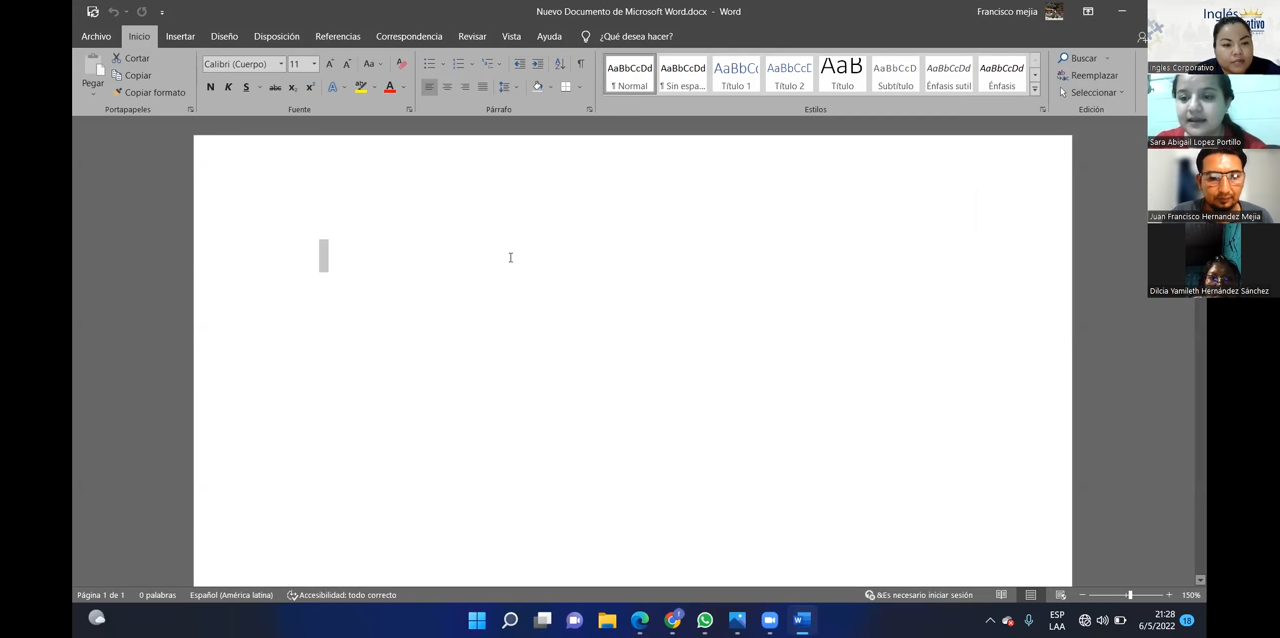 Nuevo Documento de Microsoft Word.docx - Word
Francisco mejia
Archivo Inicio Insertar Diseño Disposición Referencias Correspondencia Revisar Vista Ayuda ¿Qué desea hacer?
Pegar
Cortar
Copiar
Copiar formato
Portapapeles
Calibri (Cuerpo) 11
Fuente
Párrafo
AaBbCcDd AaBbCcDd AaBbC AaBbCcD AaB AaBbCcD AaBbCcDd AaBbCcDd
¶ Normal ¶ Sin espa... Título 1 Título 2 Título Subtítulo Énfasis sutil Énfasis
Estilos
Buscar
Reemplazar
Seleccionar
Edición
Inglés
Ingles Corporativo
Sara Abigail Lopez Portillo
Juan Francisco Hernandez Mejia
Dilcia Yamileth Hernández Sánchez
Página 1 de 1 0 palabras Español (América latina) Accesibilidad: todo correcto &Es necesario iniciar sesión 150%
ESP
LAA
21:28
6/5/2022
18